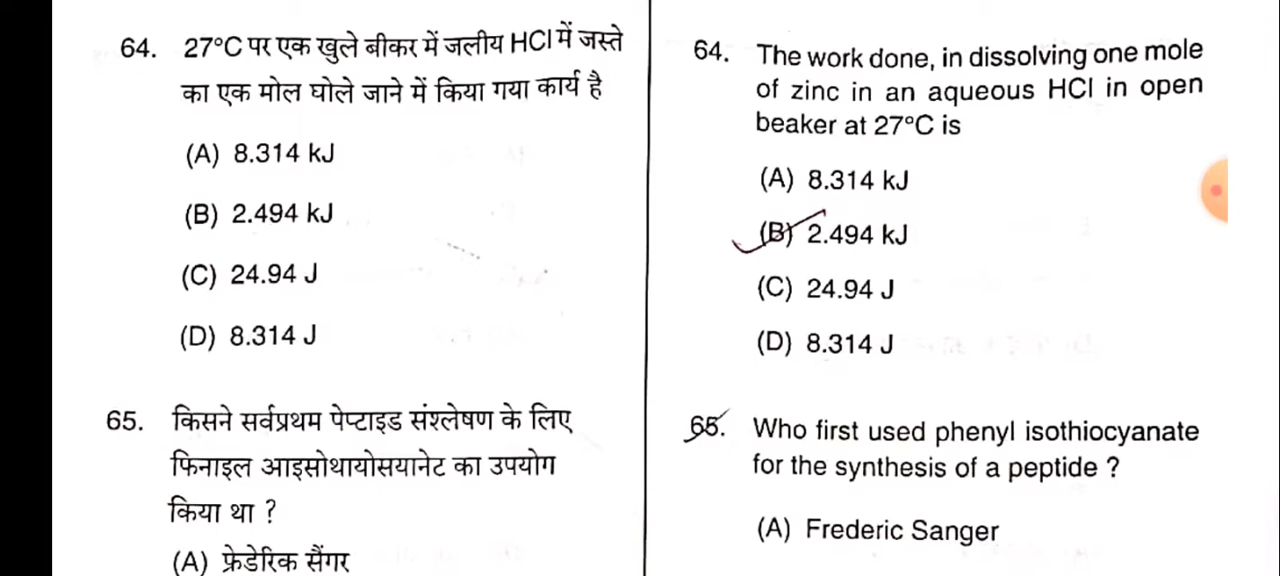 64. 27°C पर एक खुले बीकर में जलीय HCl में जस्ते
का एक मोल घोले जाने में किया गया कार्य है
(A) 8.314 kJ
(B) 2.494 kJ
(C) 24.94 J
(D) 8.314 J
65. किसने सर्वप्रथम पेप्टाइड संश्लेषण के लिए
फिनाइल आइसोथायोसयानेट का उपयोग
किया था ?
(A) फ्रेडेरिक सैंगर
64. The work done, in dissolving one mole
of zinc in an aqueous HCl in open
beaker at 27°C is
(A) 8.314 kJ
(B) 2.494 kJ
(C) 24.94 J
(D) 8.314 J
65. Who first used phenyl isothiocyanate
for the synthesis of a peptide ?
(A) Frederic Sanger